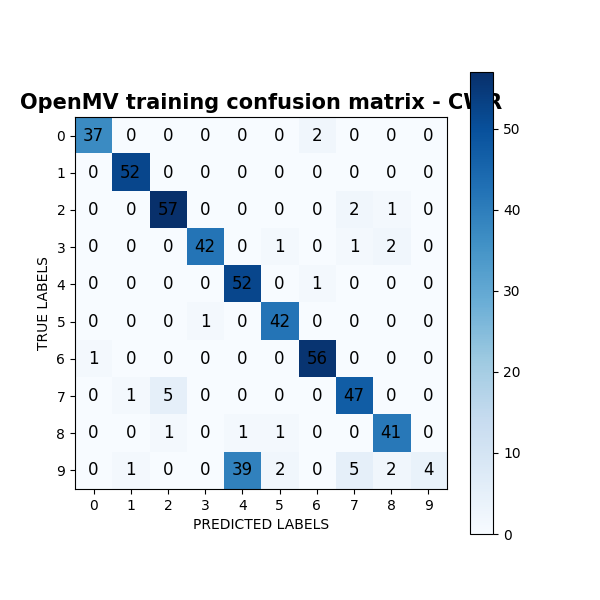 OpenMV training confusion matrix - CWR
0 37 0 0 0 0 0 2 0 0 0
1 0 52 0 0 0 0 0 0 0 0
2 0 0 57 0 0 0 0 2 1 0
3 0 0 0 42 0 1 0 1 2 0
4 0 0 0 0 52 0 1 0 0 0
5 0 0 0 1 0 42 0 0 0 0
6 1 0 0 0 0 0 56 0 0 0
7 0 1 5 0 0 0 0 47 0 0
8 0 0 1 0 1 1 0 0 41 0
9 0 1 0 0 39 2 0 5 2 4
0 1 2 3 4 5 6 7 8 9
PREDICTED LABELS
TRUE LABELS
50
40
30
20
10
0